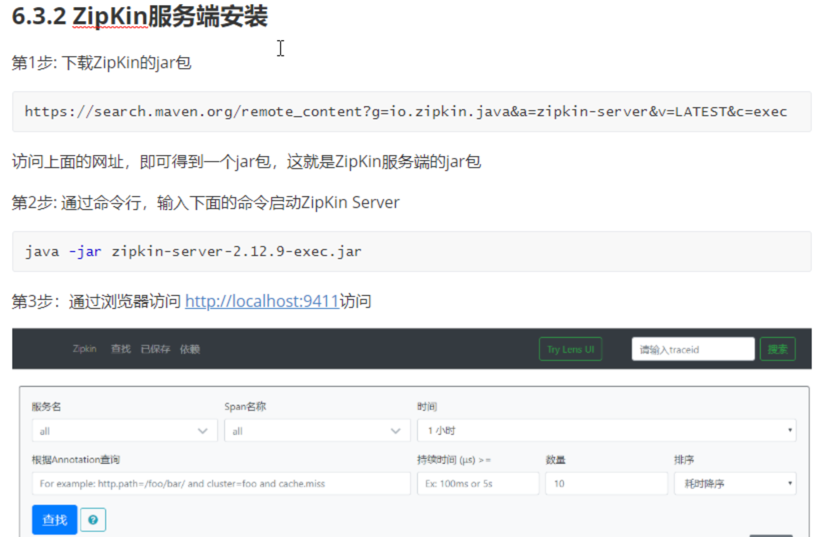 6.3.2 ZipKin服务端安装
第1步: 下载ZipKin的jar包
https://search.maven.org/remote_content?g=io.zipkin.java&a=zipkin-server&v=LATEST&c=exec
访问上面的网址，即可得到一个jar包，这就是ZipKin服务端的jar包
第2步: 通过命令行，输入下面的命令启动ZipKin Server
java -jar zipkin-server-2.12.9-exec.jar
第3步：通过浏览器访问 http://localhost:9411访问
Zipkin 查找 已保存 依赖 Try Lens UI 请输入traceid 搜索
服务名 Span名称 时间
all all 1 小时
根据Annotation查询 持续时间 (μs) >= 数量 排序
For example: http.path=/foo/bar/ and cluster=foo and cache.miss Ex: 100ms or 5s 10 耗时降序
查找 ?